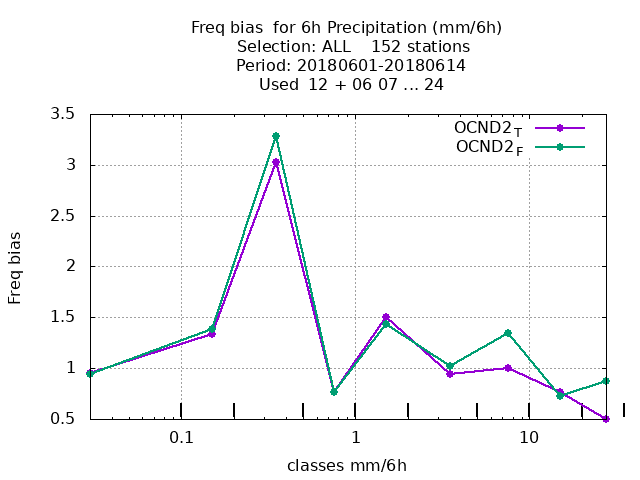 Freq bias  for 6h Precipitation (mm/6h)
Selection: ALL    152 stations
Period: 20180601-20180614
Used  12 + 06 07 ... 24
OCND2T
OCND2F
3.5
3
2.5
2
1.5
1
0.5
Freq bias
0.1 1 10
classes mm/6h